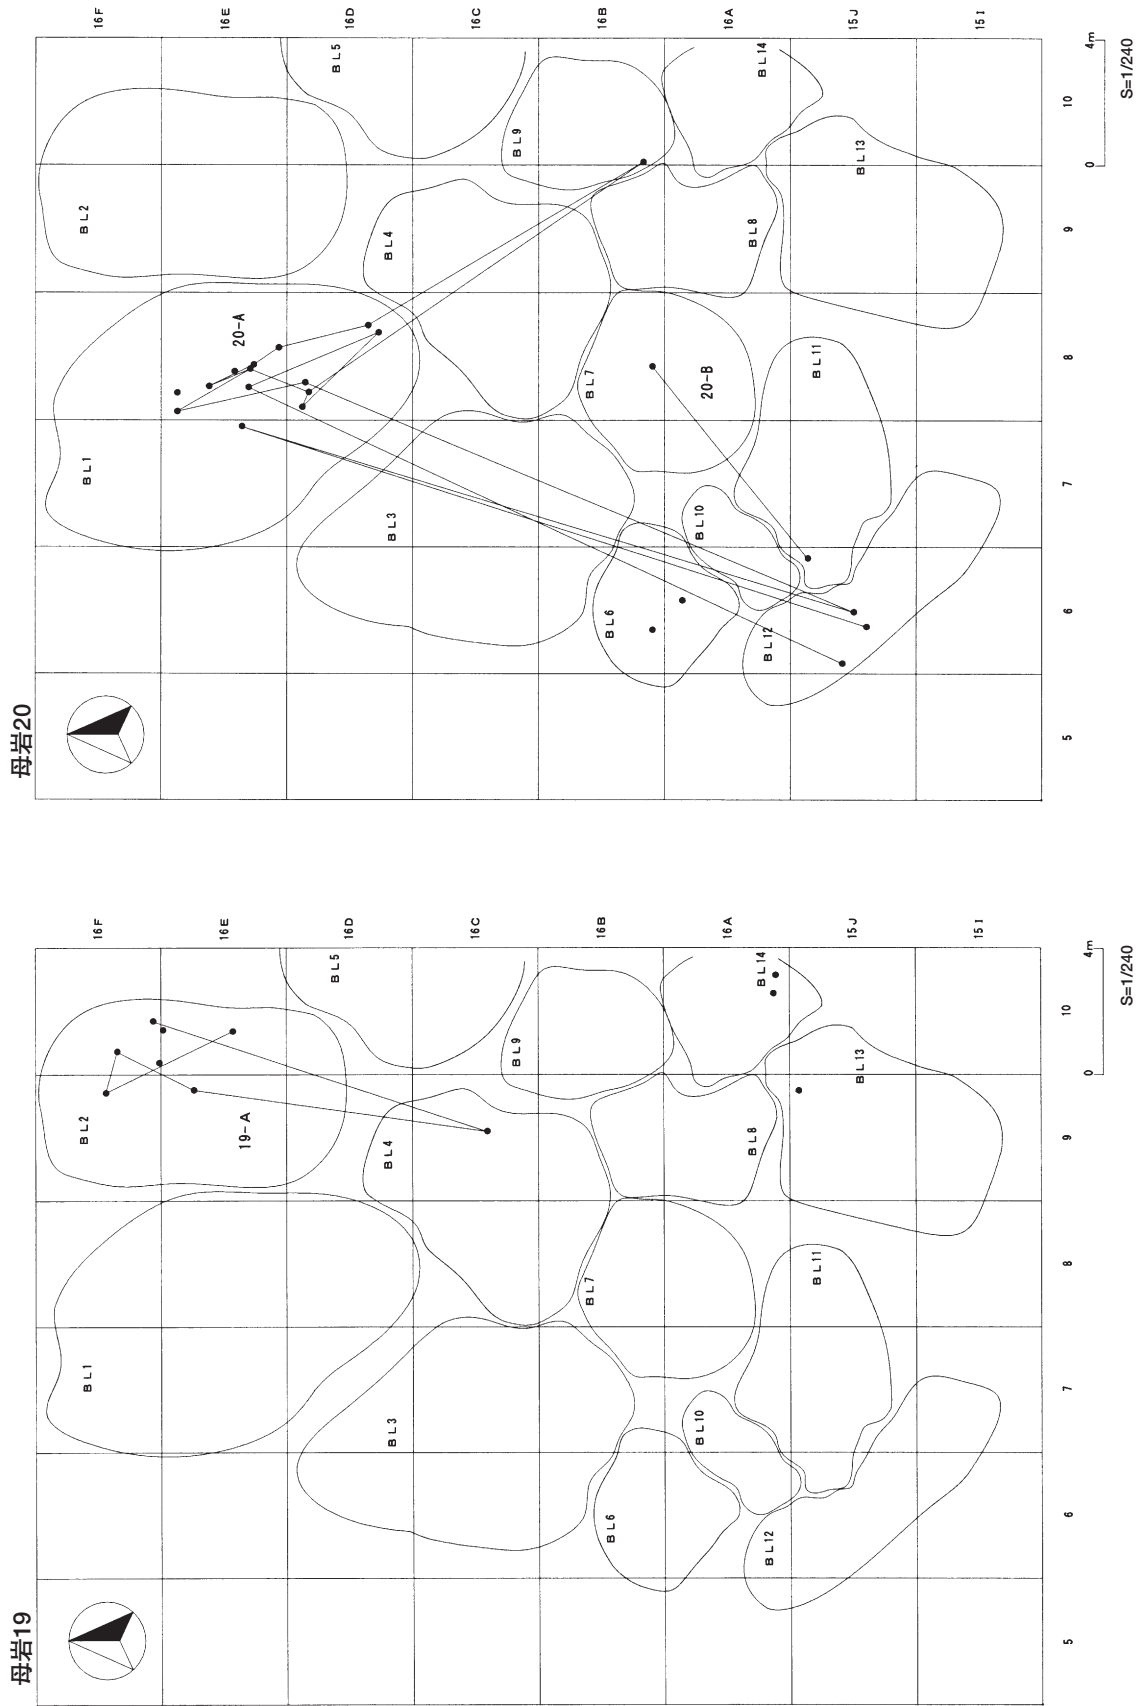 母岩20
16F
16E
16D
16C
16B
16A
15J
15I
BL1
BL2
BL3
BL4
BL5
BL6
BL7
BL8
BL9
BL10
BL11
BL12
BL13
BL14
20-A
20-B
5
6
7
8
9
10
0
4m
S=1/240
母岩19
16F
16E
16D
16C
16B
16A
15J
15I
BL1
BL2
BL3
BL4
BL5
BL6
BL7
BL8
BL9
BL10
BL11
BL12
BL13
BL14
19-A
5
6
7
8
9
10
0
4m
S=1/240